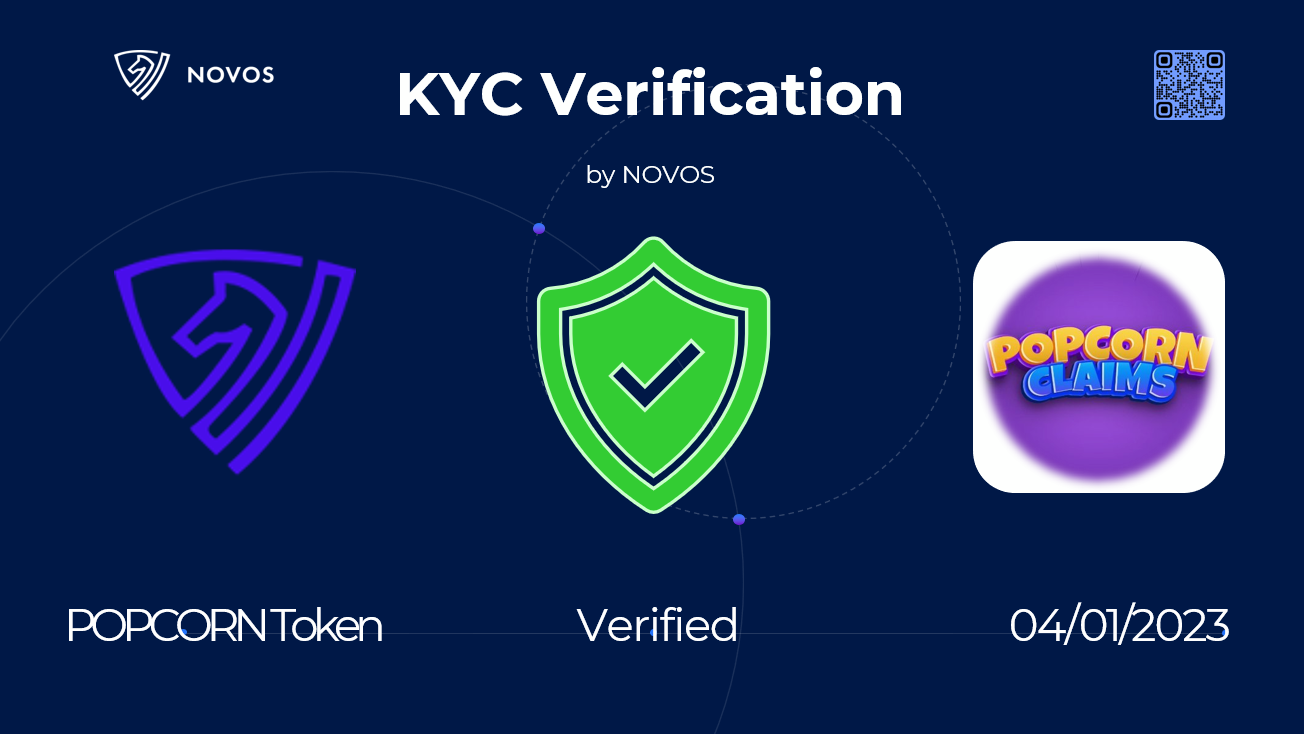 NOVOS
KYC Verification
by NOVOS
POPCORN
CLAIMS
POPCORN Token
Verified
04/01/2023